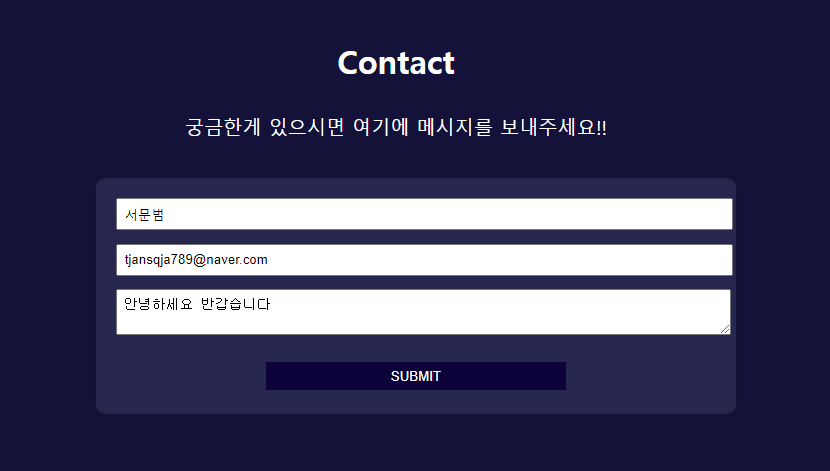 Contact
궁금한게 있으시면 여기에 메시지를 보내주세요!!
서문범
tjansqja789@naver.com
안녕하세요 반갑습니다
SUBMIT